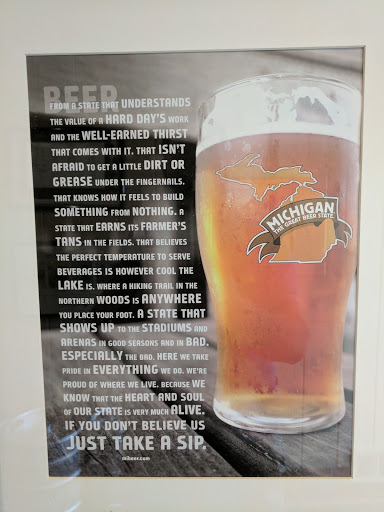 BEER
FROM A STATE THAT UNDERSTANDS
THE VALUE OF A HARD DAY'S WORK
AND THE WELL-EARNED THIRST
THAT COMES WITH IT. THAT ISN'T
AFRAID TO GET A LITTLE DIRT OR
GREASE UNDER THE FINGERNAILS.
THAT KNOWS HOW IT FEELS TO BUILD
SOMETHING FROM NOTHING. A
STATE THAT EARNS ITS FARMER'S
TANS IN THE FIELDS. THAT BELIEVES
THE PERFECT TEMPERATURE TO SERVE
BEVERAGES IS HOWEVER COOL THE
LAKE IS. WHERE A HIKING TRAIL IN THE
NORTHERN WOODS IS ANYWHERE
YOU PLACE YOUR FOOT. A STATE THAT
SHOWS UP TO THE STADIUMS AND
ARENAS IN GOOD SEASONS AND IN BAD.
ESPECIALLY THE BAD. HERE WE TAKE
PRIDE IN EVERYTHING WE DO. WE'RE
PROUD OF WHERE WE LIVE. BECAUSE WE
KNOW THAT THE HEART AND SOUL
OF OUR STATE IS VERY MUCH ALIVE.
IF YOU DON'T BELIEVE US
JUST TAKE A SIP.
mibeer.com
MICHIGAN
THE GREAT BEER STATE